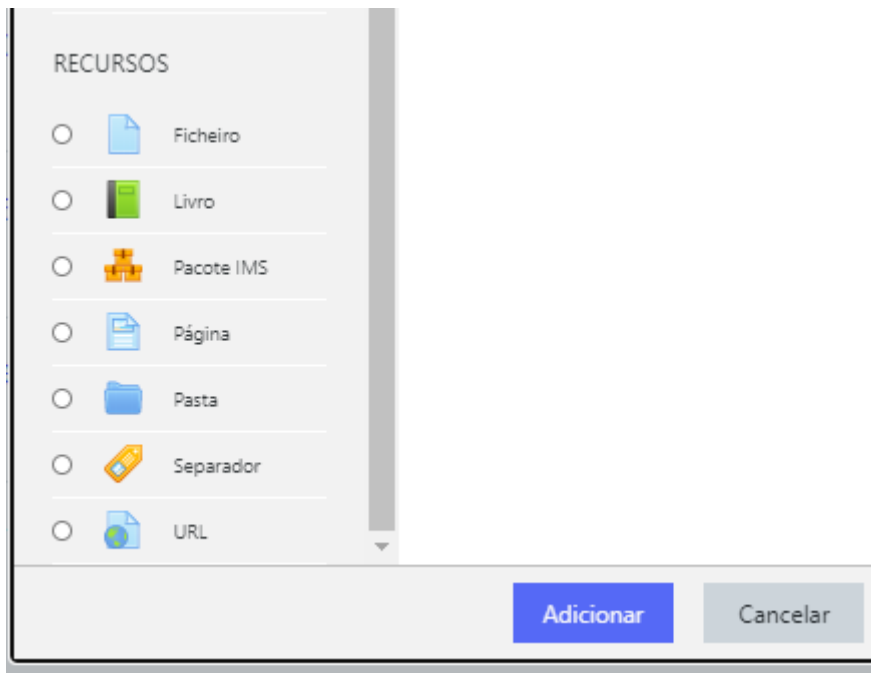 RECURSOS
Ficheiro
Livro
Pacote IMS
Página
Pasta
Separador
URL
Adicionar
Cancelar